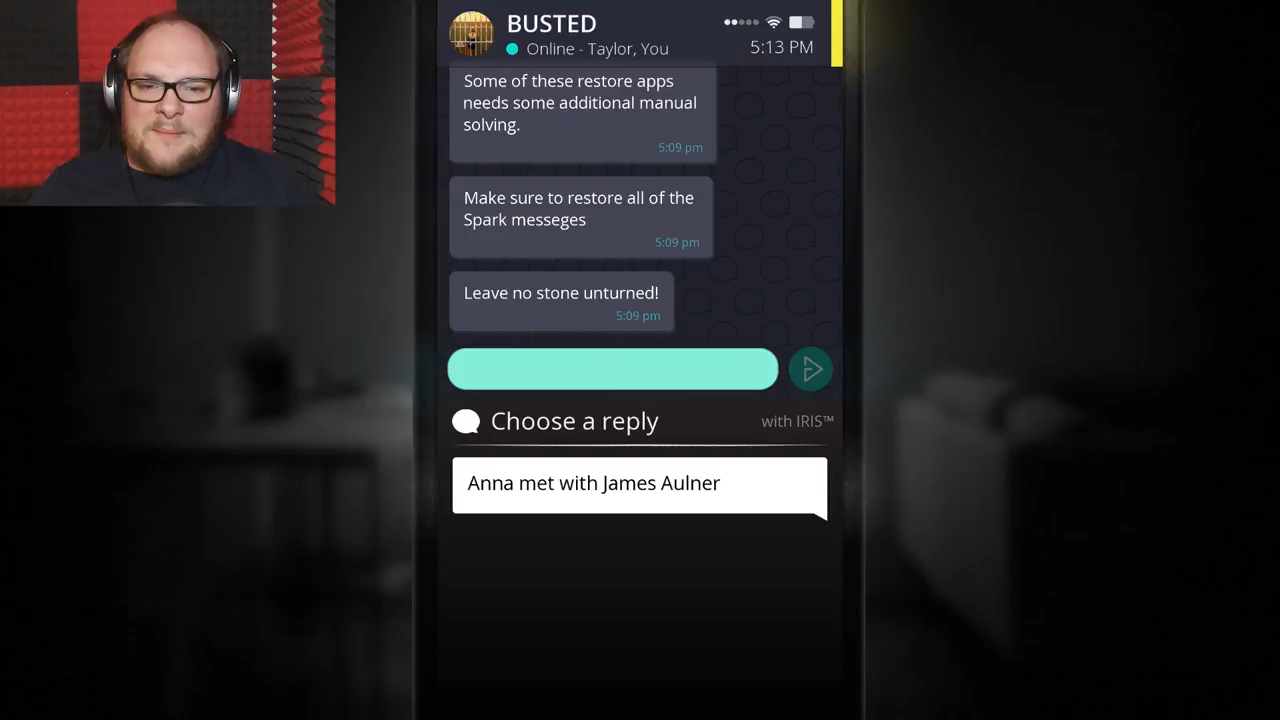 BUSTED
Online - Taylor, You
5:13 PM
Some of these restore apps
needs some additional manual
solving.
5:09 pm
Make sure to restore all of the
Spark messeges
5:09 pm
Leave no stone unturned!
5:09 pm
Choose a reply
with IRIS™
Anna met with James Aulner